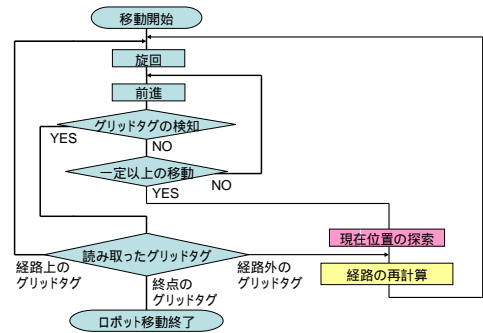 移動開始
旋回
前進
グリッドタグの検知
YES
NO
一定以上の移動
NO
YES
現在位置の探索
読み取ったグリッドタグ
経路の再計算
経路上の
グリッドタグ
終点の
グリッドタグ
経路外の
グリッドタグ
ロボット移動終了